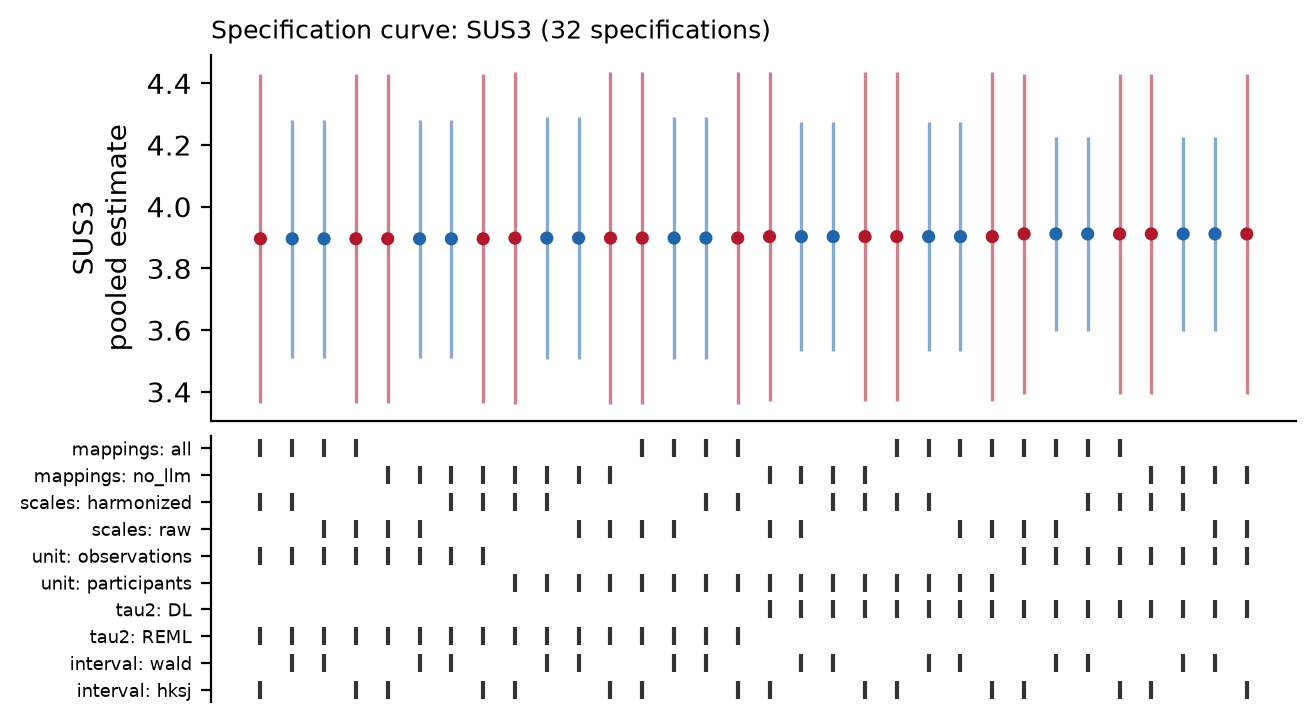 Specification curve: SUS3 (32 specifications)
SUS3
pooled estimate
4.4
4.2
4.0
3.8
3.6
3.4
mappings: all
mappings: no_llm
scales: harmonized
scales: raw
unit: observations
unit: participants
tau2: DL
tau2: REML
interval: wald
interval: hksj